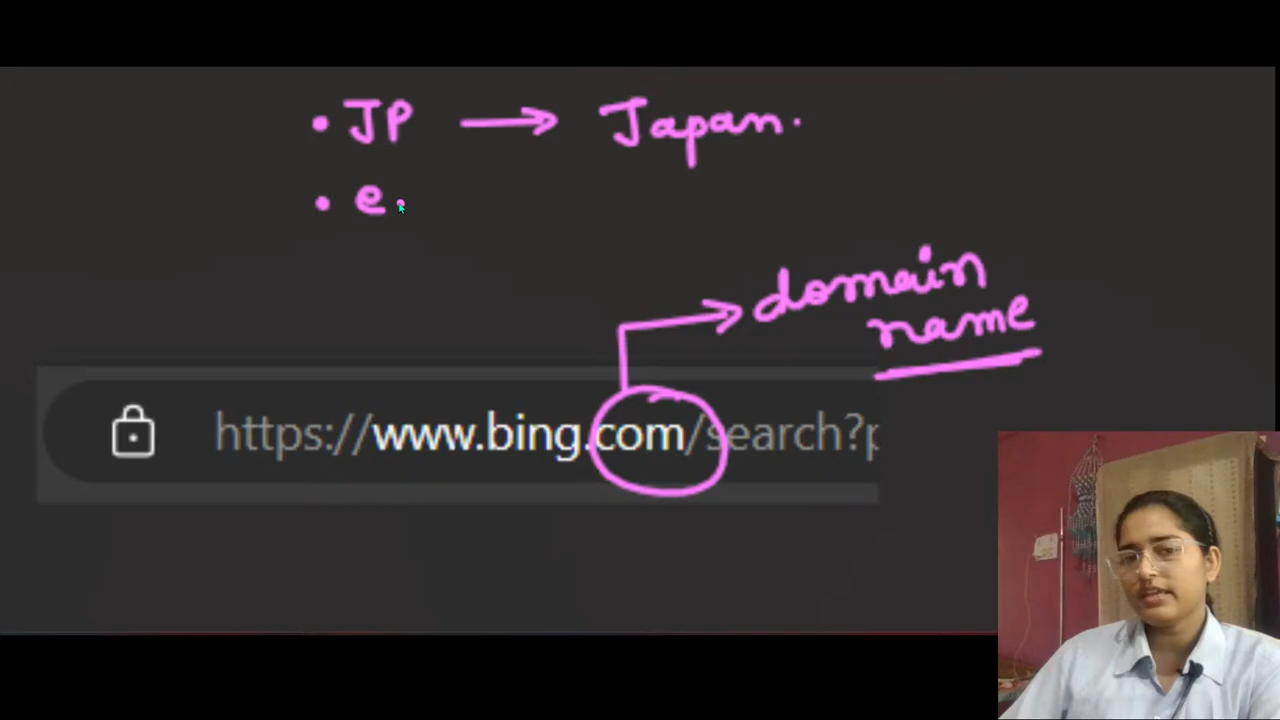 . JP → Japan.
. e.
domain
name
https://www.bing.com/search?p